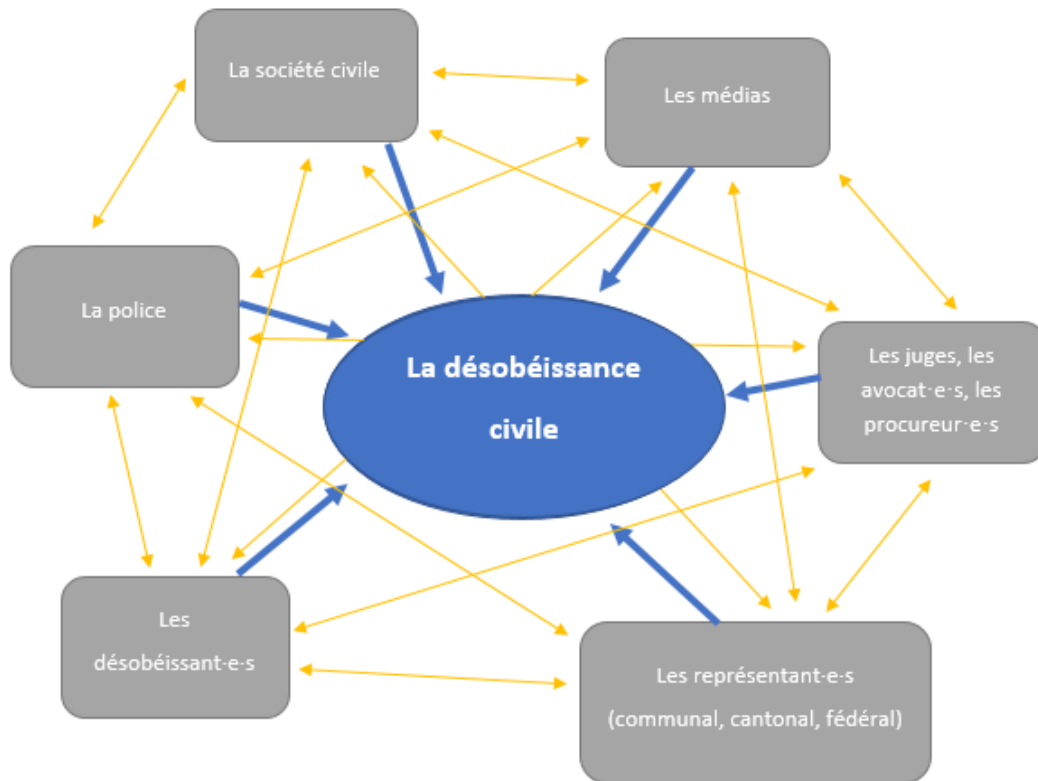 La société civile
Les médias
La police
La désobéissance
civile
Les juges, les
avocat·e·s, les
procureur·e·s
Les
désobéissant·e·s
Les représentant·e·s
(communal, cantonal, fédéral)